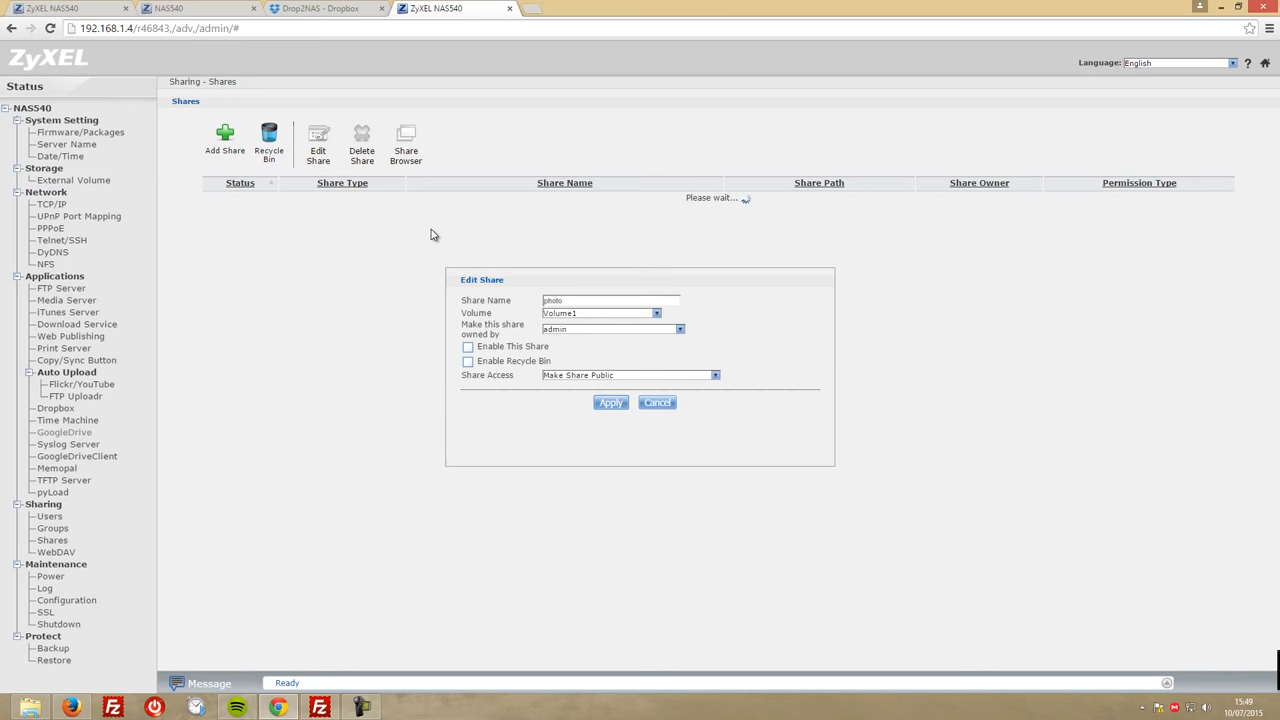 ZyXEL NAS540
NAS540
Drop2NAS - Dropbox
ZyXEL NAS540
192.168.1.4/r46843,/adv,/admin/#
ZyXEL
Language: English
?
Status
Sharing - Shares
Shares
Add Share
Recycle Bin
Edit Share
Delete Share
Share Browser
Status
Share Type
Share Name
Share Path
Share Owner
Permission Type
Please wait...
NAS540
System Setting
Firmware/Packages
Server Name
Date/Time
Storage
External Volume
Network
TCP/IP
UPnP Port Mapping
PPPoE
Telnet/SSH
DyDNS
NFS
Applications
FTP Server
Media Server
iTunes Server
Download Service
Web Publishing
Print Server
Copy/Sync Button
Auto Upload
Flickr/YouTube
FTP Uploadr
Dropbox
Time Machine
GoogleDrive
Syslog Server
GoogleDriveClient
Memopal
TFTP Server
pyLoad
Sharing
Users
Groups
Shares
WebDAV
Maintenance
Power
Log
Configuration
SSL
Shutdown
Protect
Backup
Restore
Edit Share
Share Name photo
Volume Volume1
Make this share
owned by admin
Enable This Share
Enable Recycle Bin
Share Access Make Share Public
Apply Cancel
Message Ready
15:49
10/07/2015